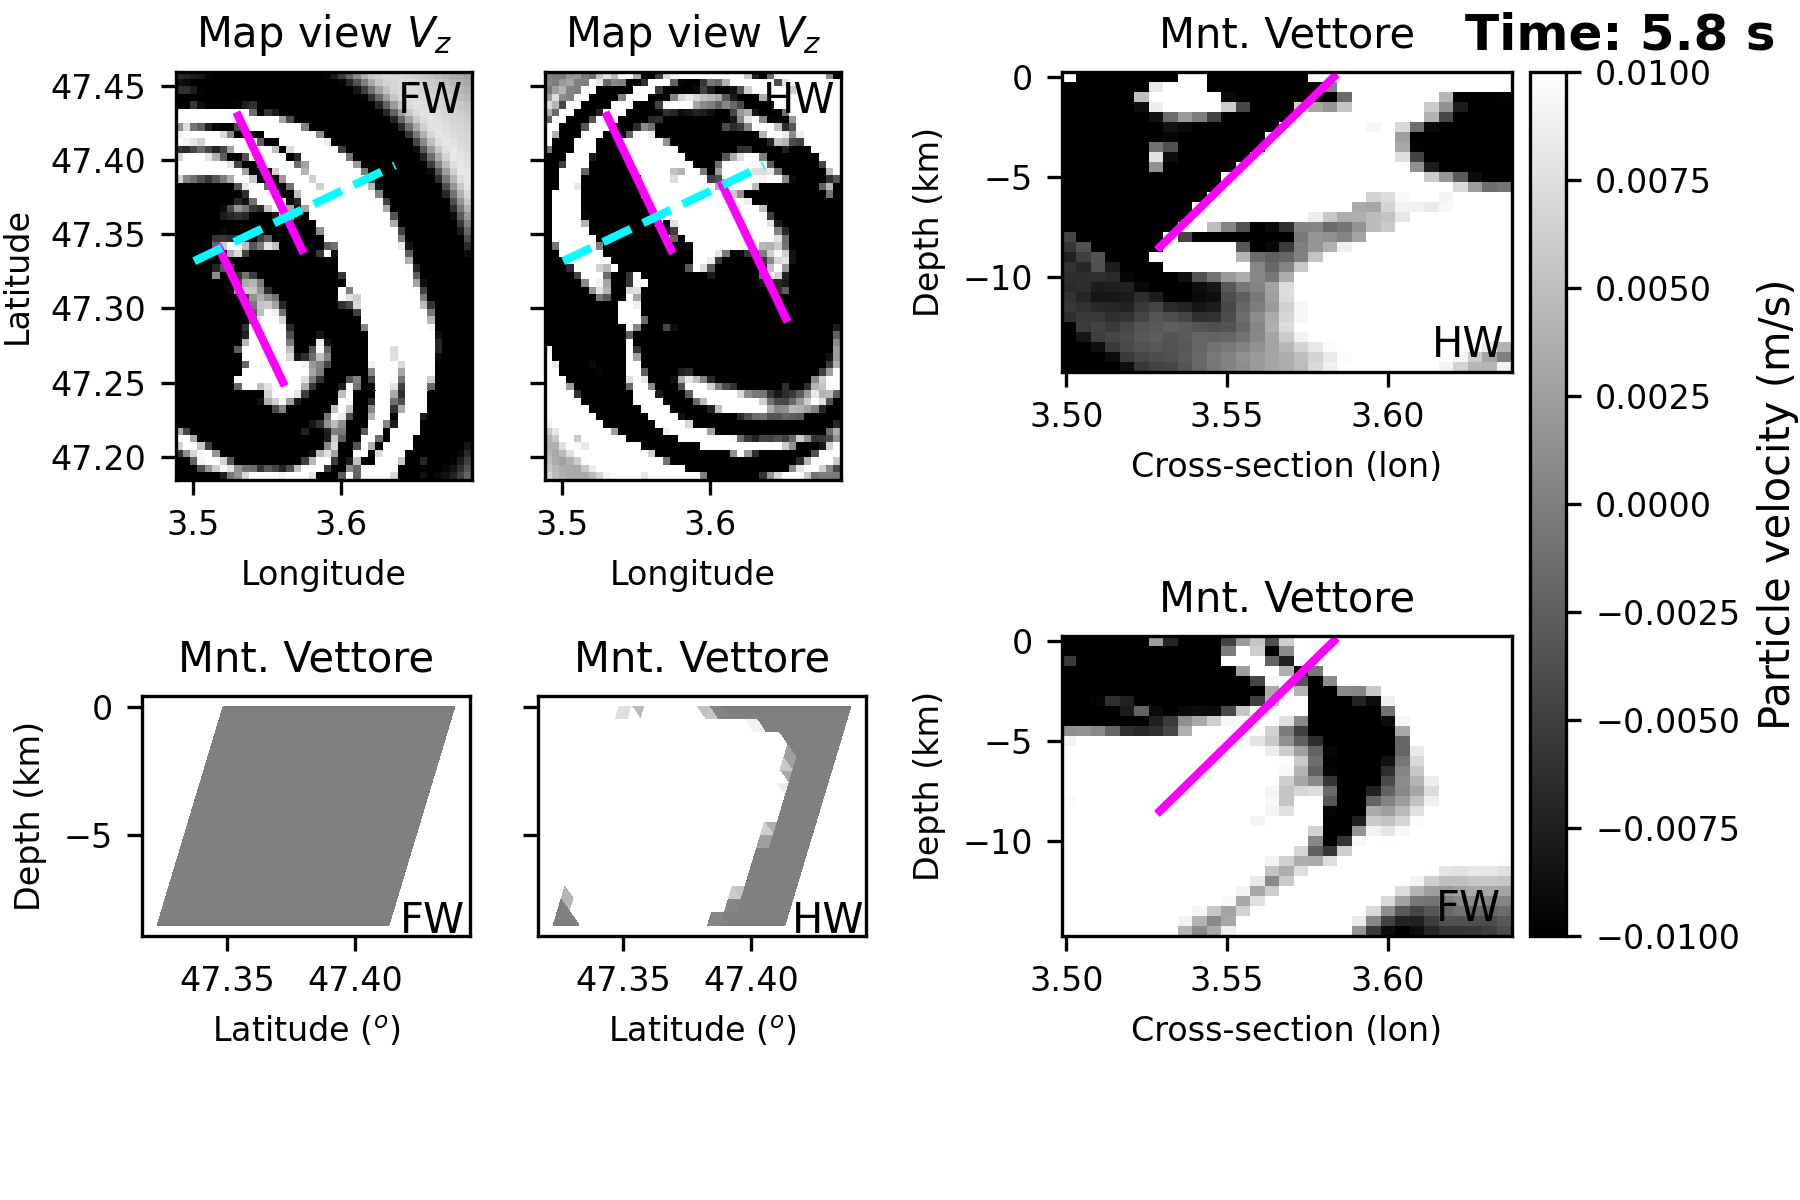 Map view Vz
FW
47.45
47.40
47.35
47.30
47.25
47.20
Latitude
3.5 3.6
Longitude
Map view Vz
HW
3.5 3.6
Longitude
Mnt. Vettore
Time: 5.8 s
0
−5
−10
Depth (km)
HW
3.50 3.55 3.60
Cross-section (lon)
0.0100
0.0075
0.0050
0.0025
0.0000
−0.0025
−0.0050
−0.0075
−0.0100
Particle velocity (m/s)
Mnt. Vettore
0
−5
Depth (km)
FW
47.35 47.40
Latitude (o)
Mnt. Vettore
HW
47.35 47.40
Latitude (o)
Mnt. Vettore
0
−5
−10
Depth (km)
FW
3.50 3.55 3.60
Cross-section (lon)